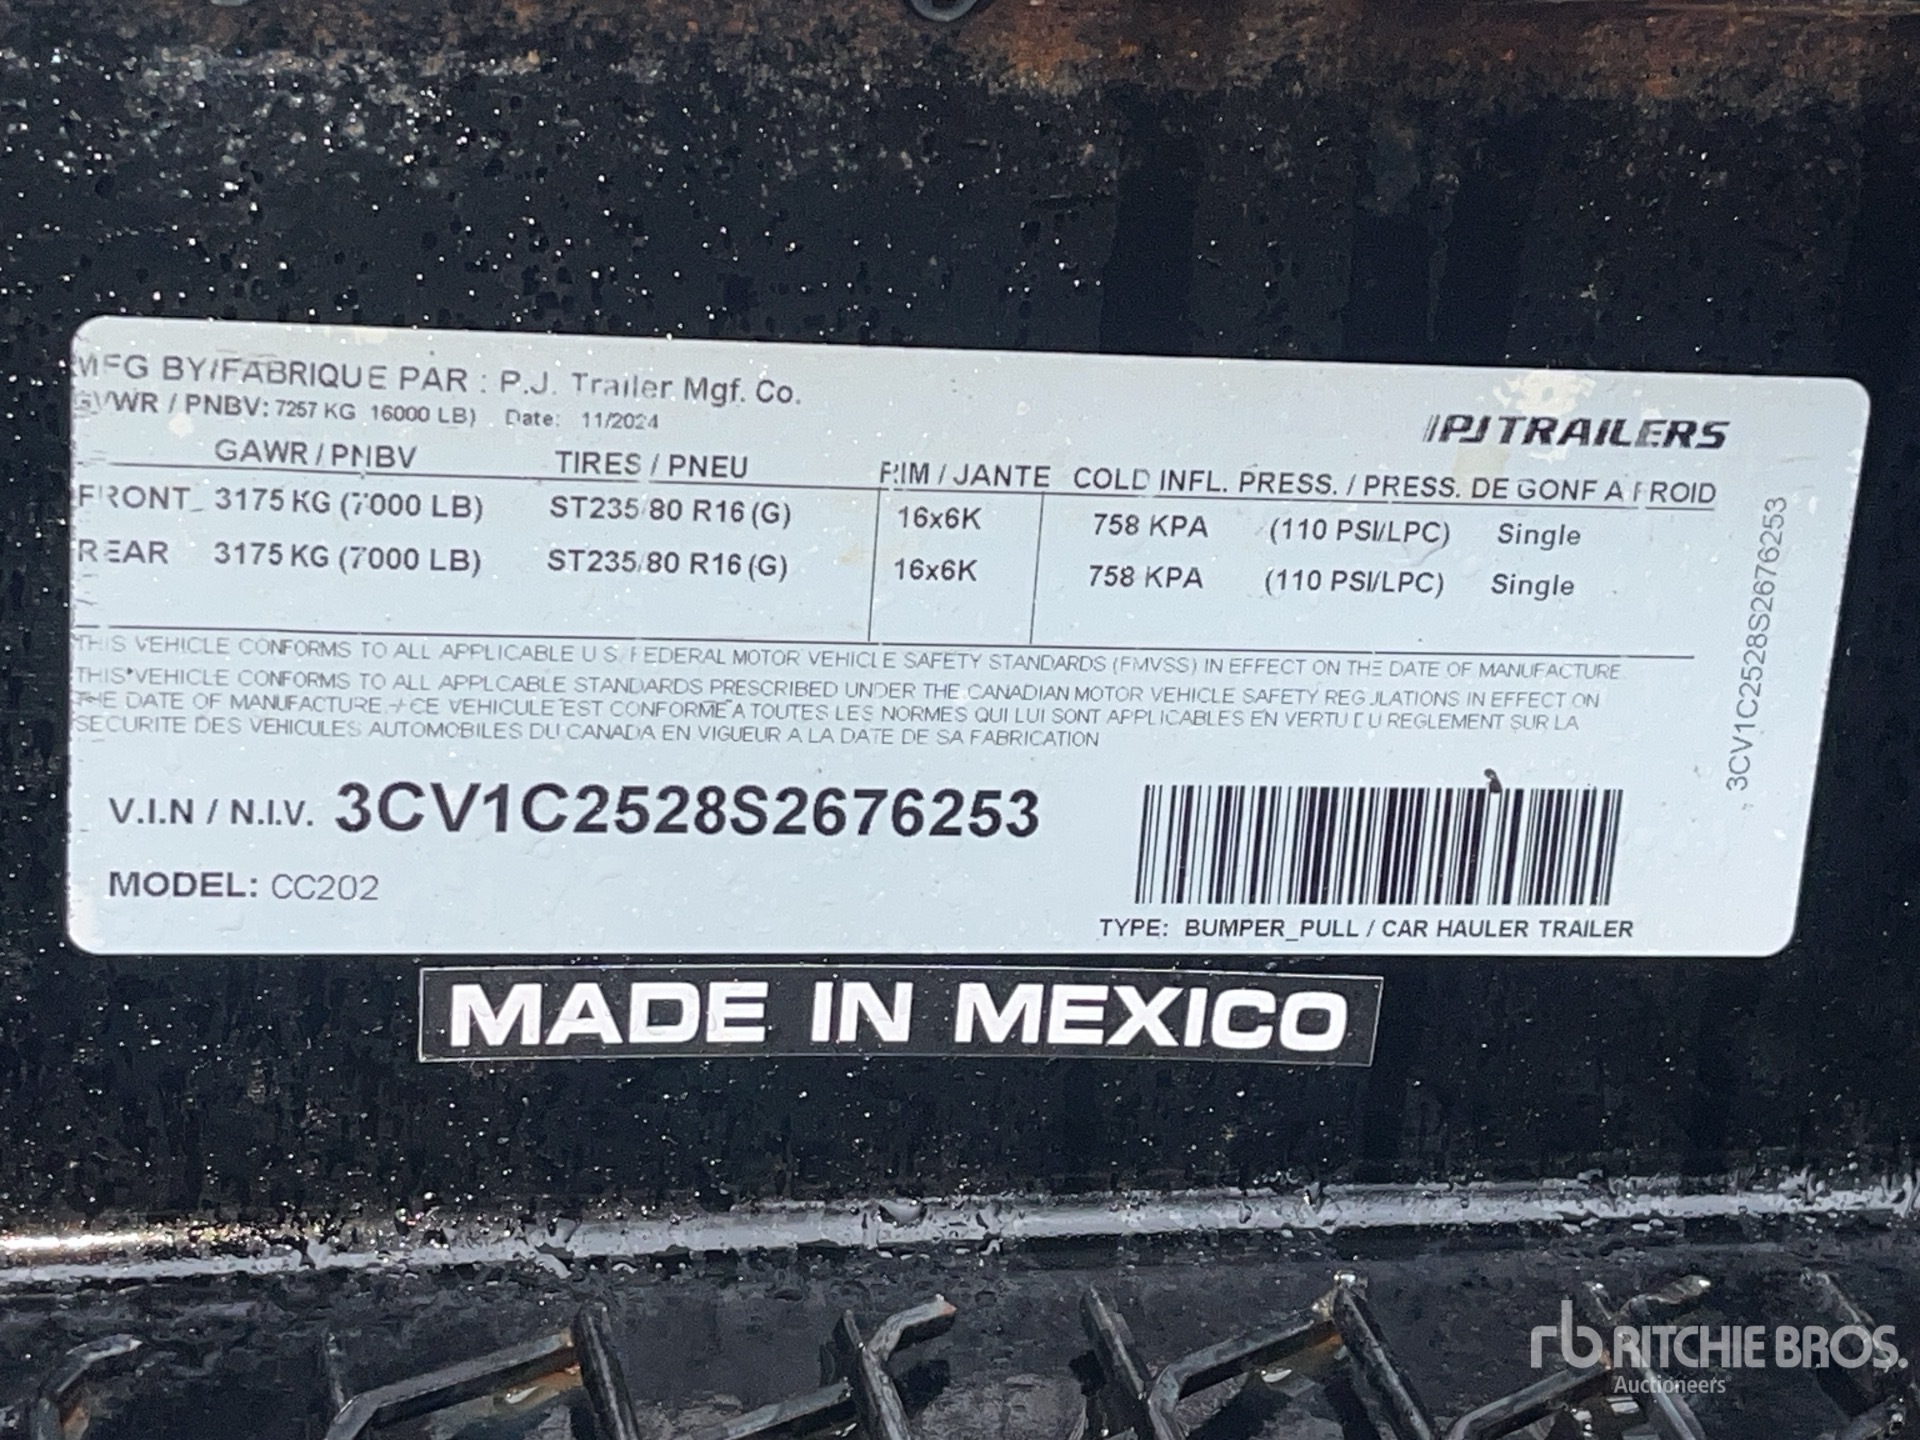 MFG BY/FABRIQUE PAR : P.J. Trailer Mgf. Co.
GVWR / PNBV: 7257 KG 16000 LB) Date: 11/2024
PJTRAILERS
GAWR / PNBV TIRES / PNEU RIM / JANTE COLD INFL. PRESS. / PRESS. DE GONF A FROID
FRONT 3175 KG (7000 LB) ST235/80 R16 (G) 16x6K 758 KPA (110 PSI/LPC) Single
REAR 3175 KG (7000 LB) ST235/80 R16 (G) 16x6K 758 KPA (110 PSI/LPC) Single
THIS VEHICLE CONFORMS TO ALL APPLICABLE U S FEDERAL MOTOR VEHICLE SAFETY STANDARDS (FMVSS) IN EFFECT ON THE DATE OF MANUFACTURE
THIS VEHICLE CONFORMS TO ALL APPLCABLE STANDARDS PRESCRIBED UNDER THE CANADIAN MOTOR VEHICLE SAFETY REGULATIONS IN EFFECT ON
THE DATE OF MANUFACTURE. / CE VEHICULE EST CONFORME A TOUTES LES NORMES QUI LUI SONT APPLICABLES EN VERTU DU REGLEMENT SUR LA
SECURITE DES VEHICULES AUTOMOBILES DU CANADA EN VIGUEUR A LA DATE DE SA FABRICATION
3CV1C2528S2676253
V.I.N / N.I.V. 3CV1C2528S2676253
MODEL: CC202
TYPE: BUMPER_PULL / CAR HAULER TRAILER
MADE IN MEXICO
rb RITCHIE BROS.
Auctioneers